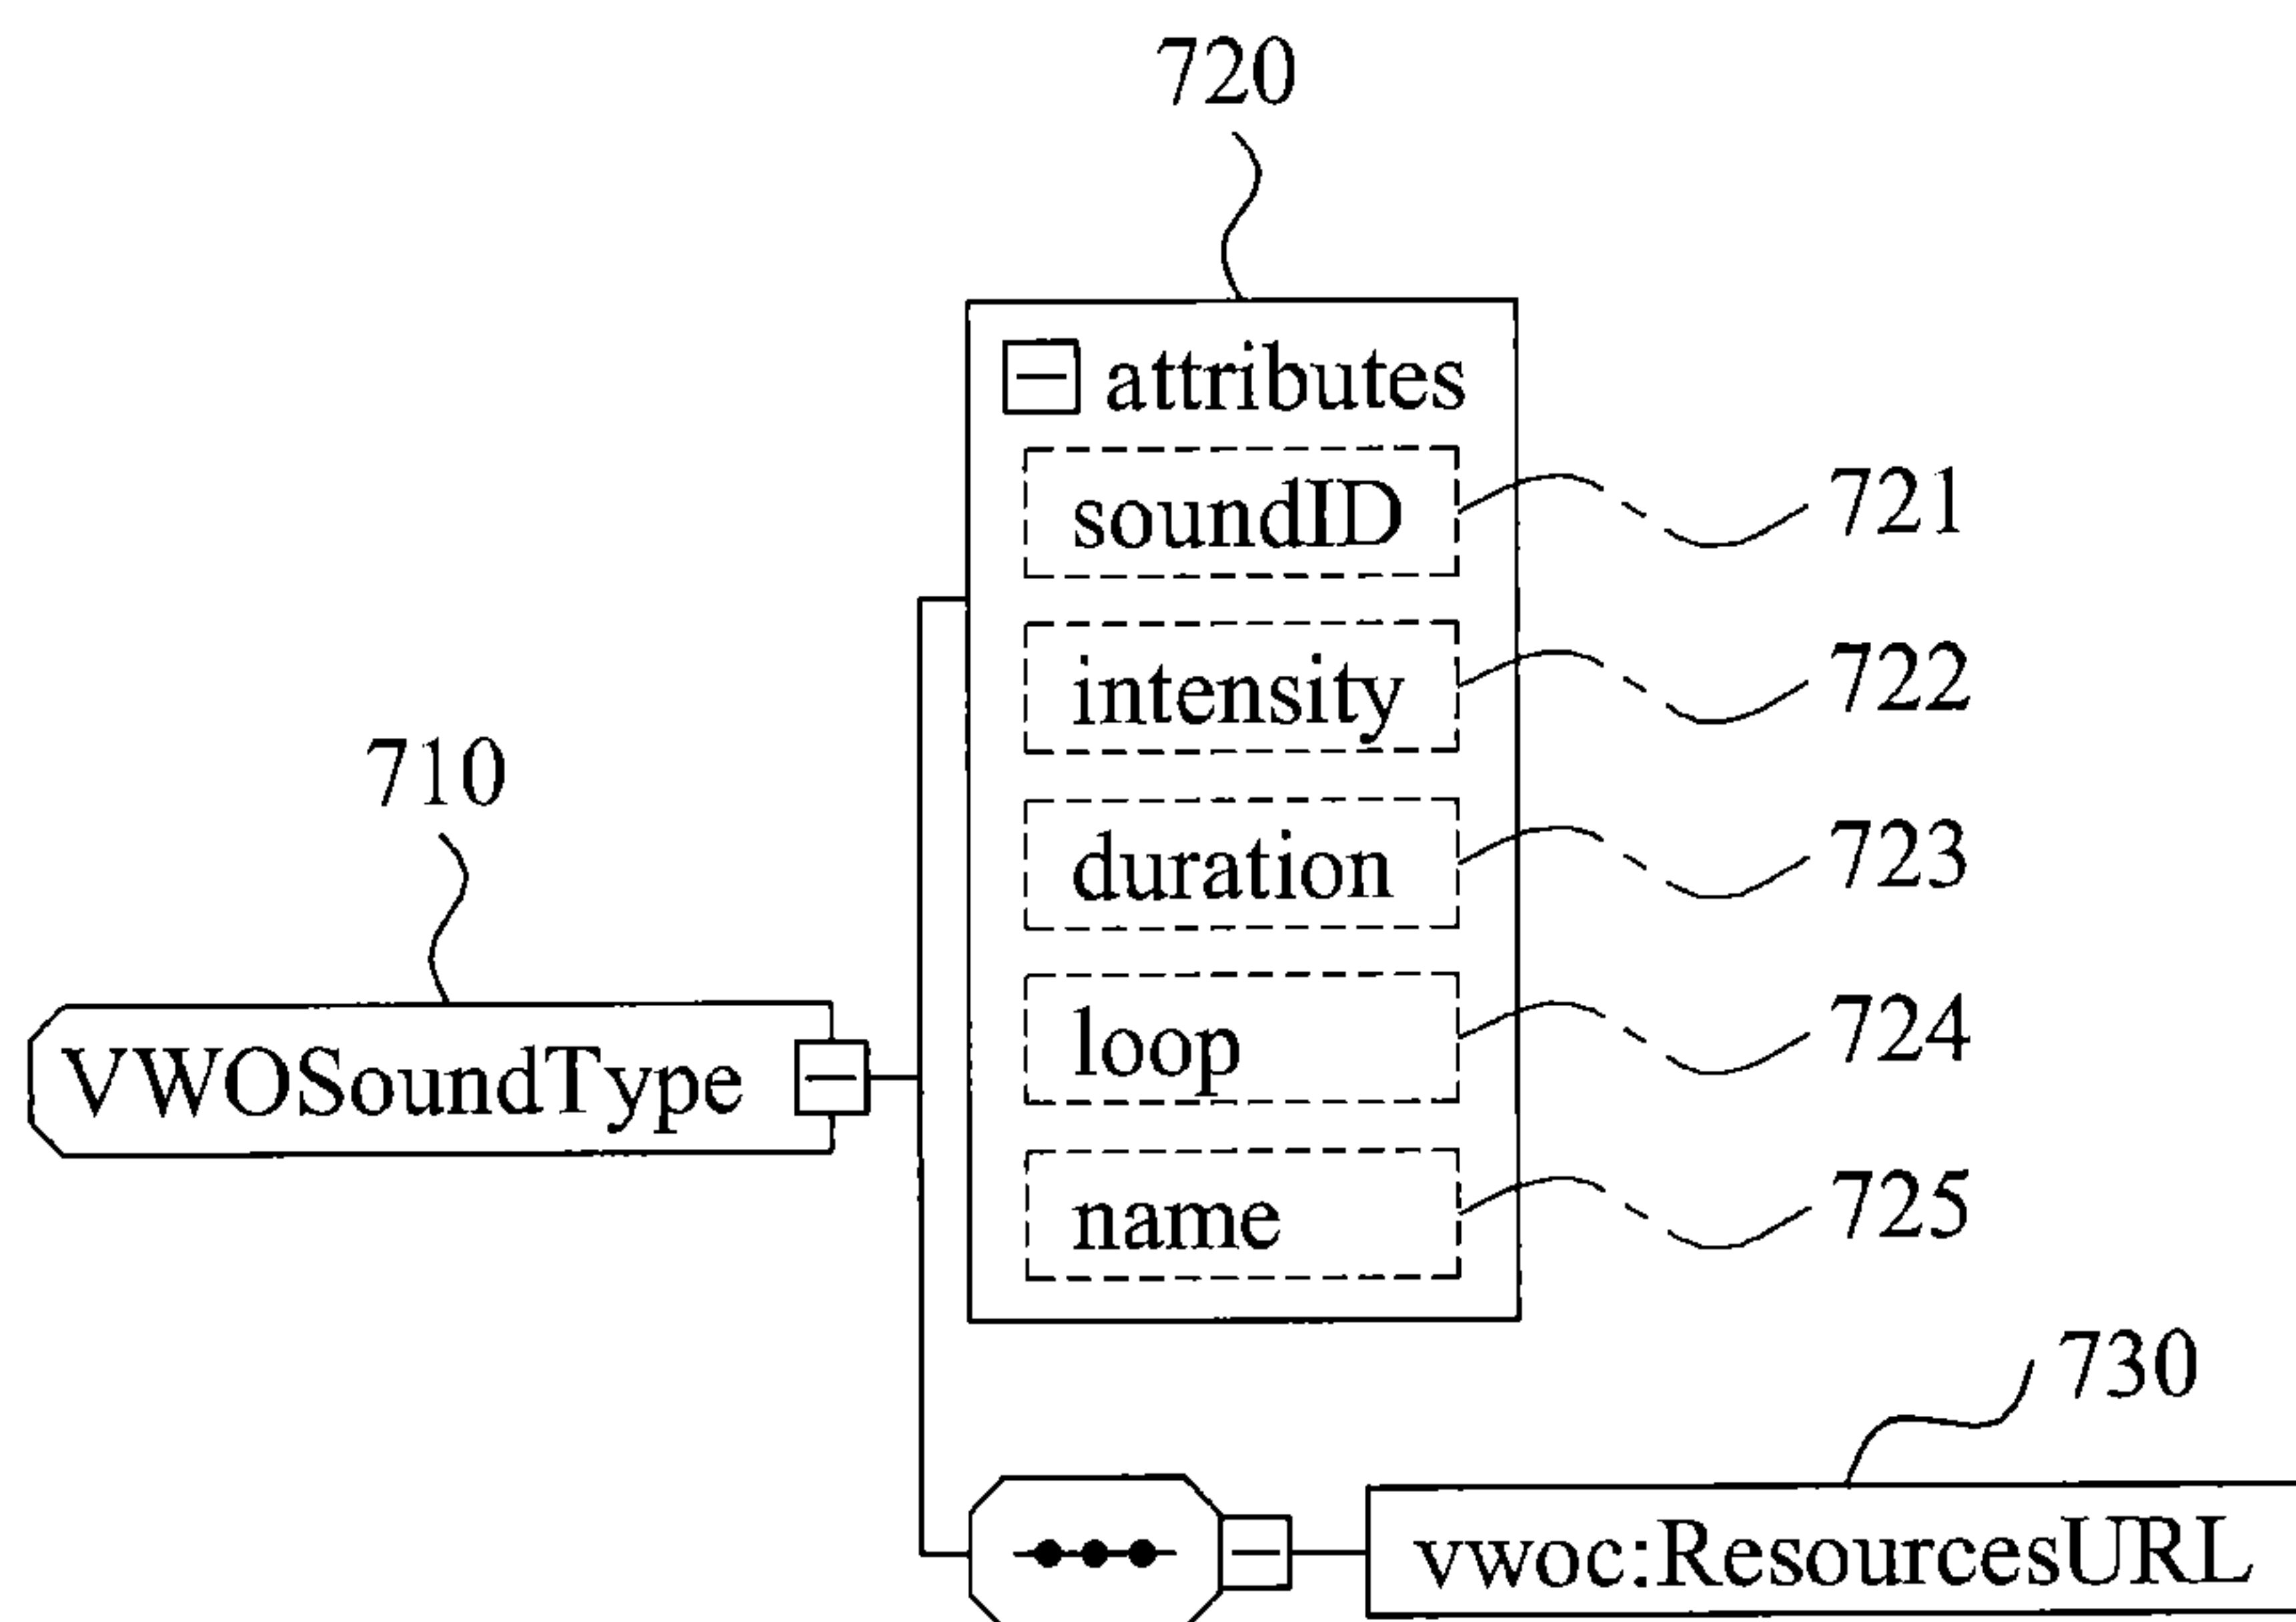 720
attributes
soundID
721
intensity
722
710
duration
723
loop
724
VWOSoundType
name
725
730
vwoc:ResourcesURL